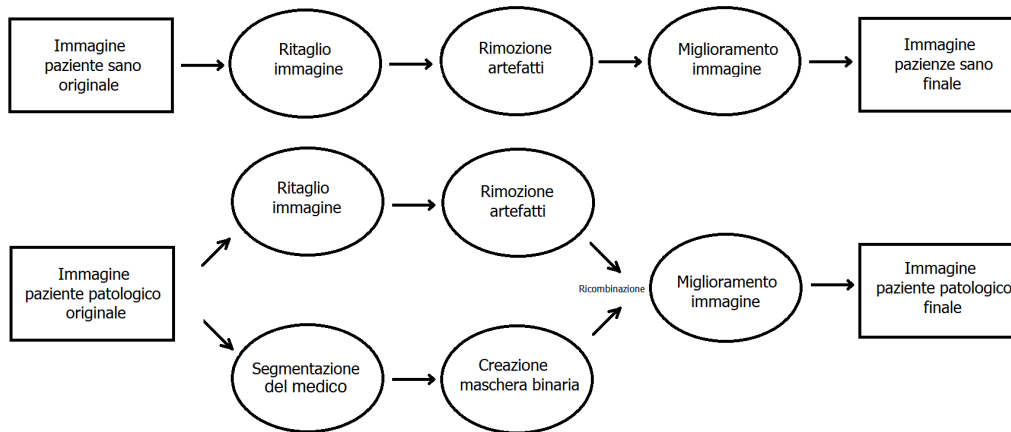 Immagine
paziente sano
originale
Ritaglio
immagine
Rimozione
artefatti
Miglioramento
immagine
Immagine
pazienze sano
finale
Ritaglio
immagine
Rimozione
artefatti
Immagine
paziente patologico
originale
Ricombinazione
Miglioramento
immagine
Immagine
paziente patologico
finale
Segmentazione
del medico
Creazione
maschera binaria